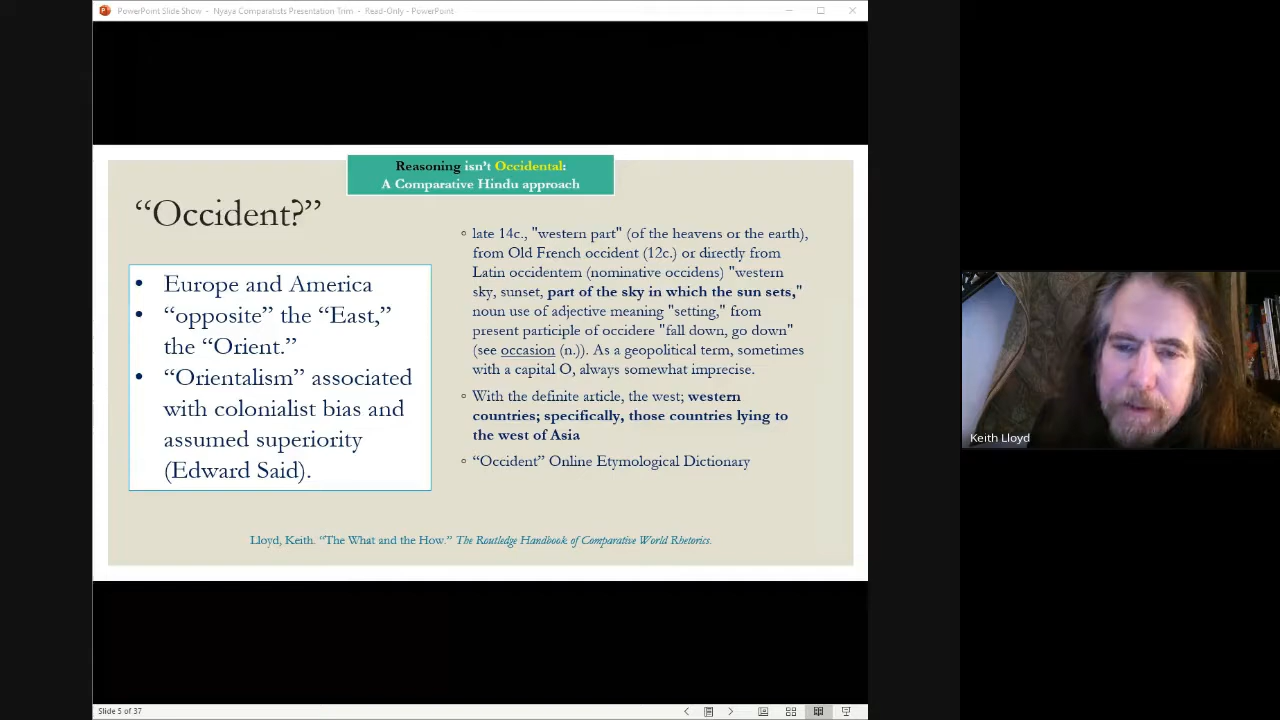 PowerPoint Slide Show - Nyaya Comparatists Presentation Trim - Read-Only - PowerPoint
Reasoning isn't Occidental:
A Comparative Hindu approach
“Occident?”
• Europe and America
• “opposite” the “East,”
the “Orient.”
• “Orientalism” associated
with colonialist bias and
assumed superiority
(Edward Said).
◦ late 14c., "western part" (of the heavens or the earth),
from Old French occident (12c.) or directly from
Latin occidentem (nominative occidens) "western
sky, sunset, part of the sky in which the sun sets,"
noun use of adjective meaning "setting," from
present participle of occidere "fall down, go down"
(see occasion (n.)). As a geopolitical term, sometimes
with a capital O, always somewhat imprecise.
◦ With the definite article, the west; western
countries; specifically, those countries lying to
the west of Asia
◦ “Occident” Online Etymological Dictionary
Lloyd, Keith. “The What and the How.” The Routledge Handbook of Comparative World Rhetorics.
Keith Lloyd
Slide 5 of 37